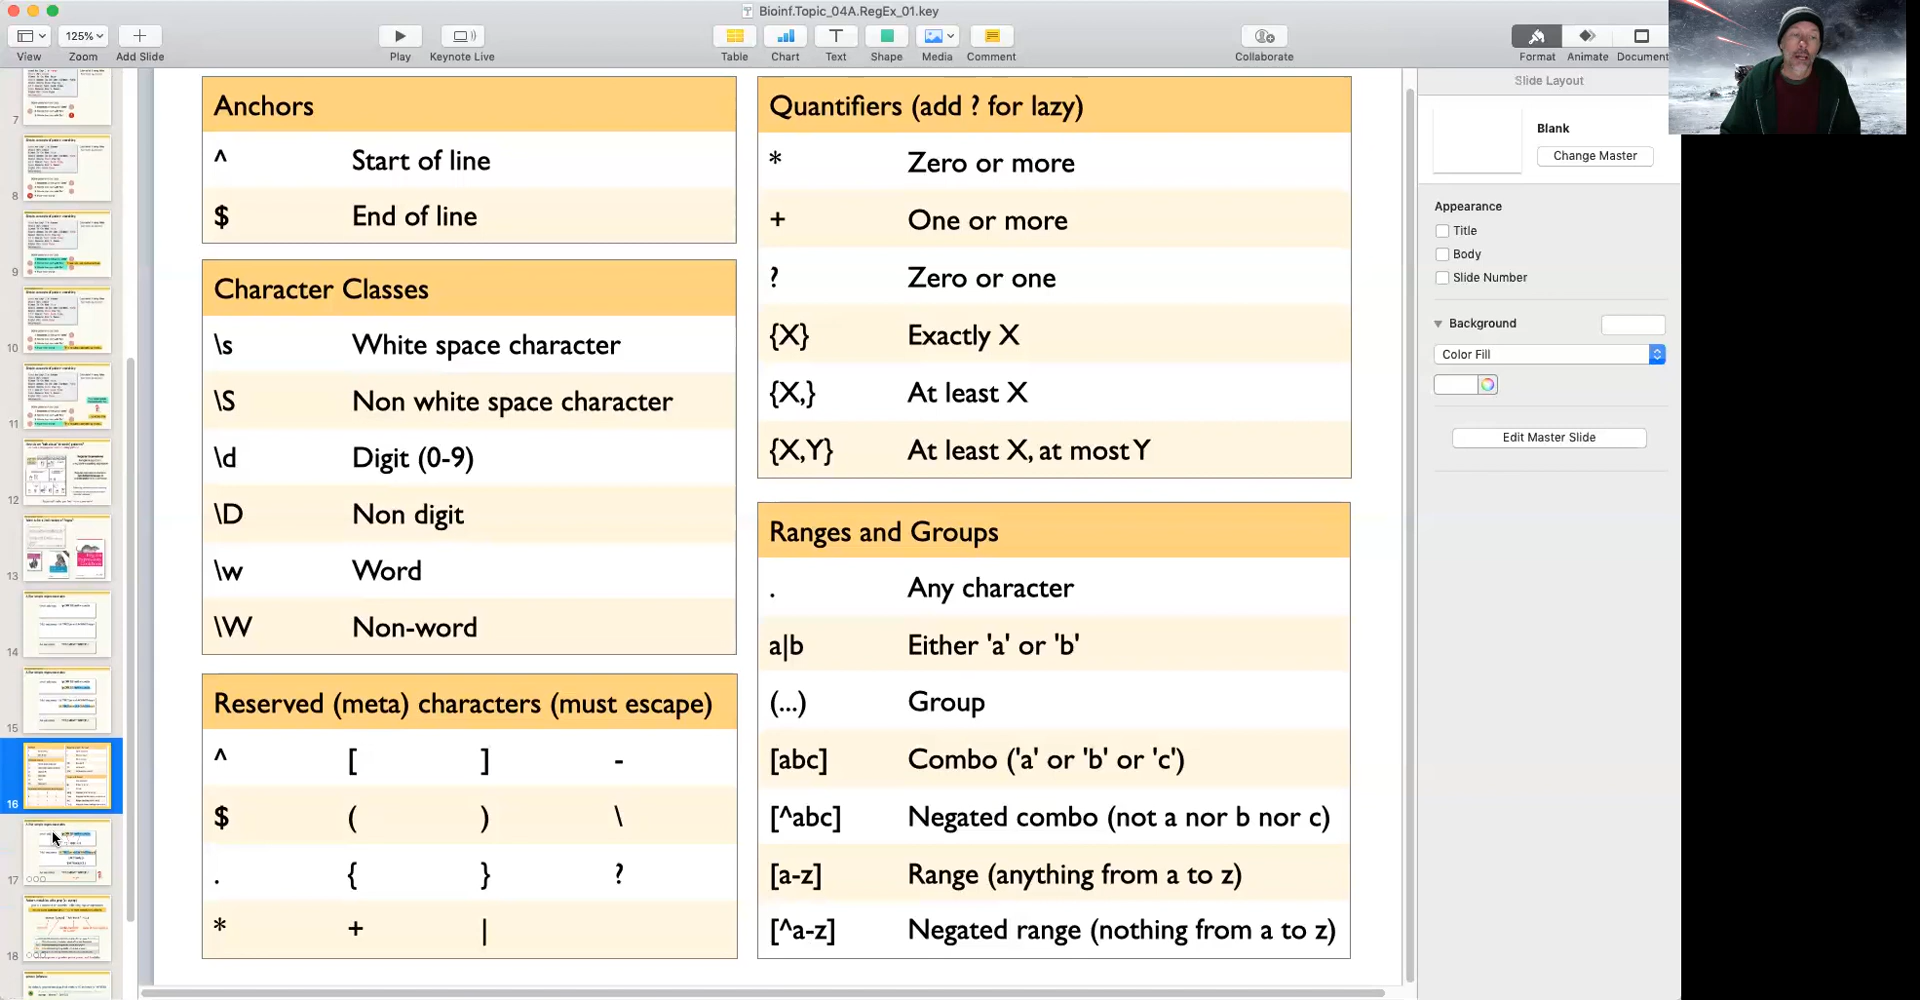 Bioinf.Topic_04A.RegEx_01.key
125%
View
Zoom
Add Slide
Play
Keynote Live
Table
Chart
Text
Shape
Media
Comment
Collaborate
Format
Animate
Document
Anchors
^ Start of line
$ End of line
Character Classes
\s White space character
\S Non white space character
\d Digit (0-9)
\D Non digit
\w Word
\W Non-word
Reserved (meta) characters (must escape)
^ [ ] -
$ ( ) \
. { } ?
* + |
Quantifiers (add ? for lazy)
* Zero or more
+ One or more
? Zero or one
{X} Exactly X
{X,} At least X
{X,Y} At least X, at most Y
Ranges and Groups
. Any character
a|b Either 'a' or 'b'
(...) Group
[abc] Combo ('a' or 'b' or 'c')
[^abc] Negated combo (not a nor b nor c)
[a-z] Range (anything from a to z)
[^a-z] Negated range (nothing from a to z)
Slide Layout
Blank
Change Master
Appearance
Title
Body
Slide Number
Background
Color Fill
Edit Master Slide
7
8
9
10
11
12
13
14
15
16
17
18